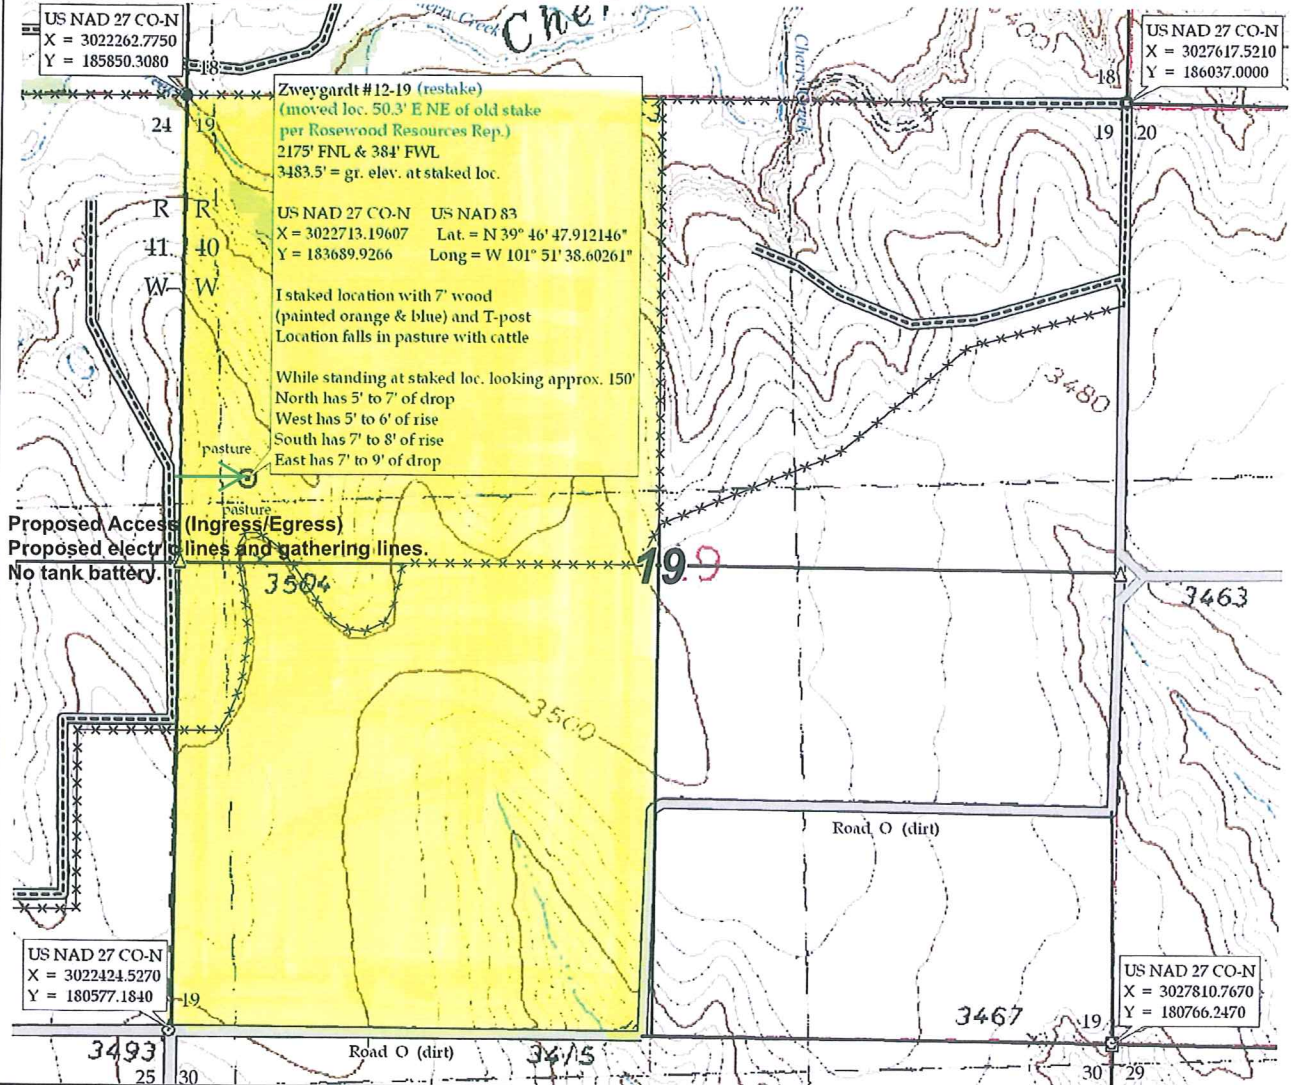 US NAD 27 CO-N
X = 3022262.7750
Y = 185850.3080
Cherry Creek
US NAD 27 CO-N
X = 3027617.5210
Y = 186037.0000
3400
18
18
24 19
19 20
Cherry Creek
Zweygardt #12-19 (restake)
(moved loc. 50.3' E NE of old stake
per Rosewood Resources Rep.)
2175' FNL & 384' FWL
3483.5' = gr. elev. at staked loc.
US NAD 27 CO-N US NAD 83
X = 3022713.19607 Lat. = N 39° 46' 47.912146"
Y = 183689.9266 Long = W 101° 51' 38.60261"
I staked location with 7' wood
(painted orange & blue) and T-post
Location falls in pasture with cattle
While standing at staked loc. looking approx. 150'
North has 5' to 7' of drop
West has 5' to 6' of rise
South has 7' to 8' of rise
East has 7' to 9' of drop
R R
41 40
W W
3480
pasture
pasture
Proposed Access (Ingress/Egress)
Proposed electric lines and gathering lines.
No tank battery.
3504
19
3463
3500
Road O (dirt)
US NAD 27 CO-N
X = 3022424.5270
Y = 180577.1840
US NAD 27 CO-N
X = 3027810.7670
Y = 180766.2470
19
3467
19
3493
Road O (dirt)
3475
25 30
30 29